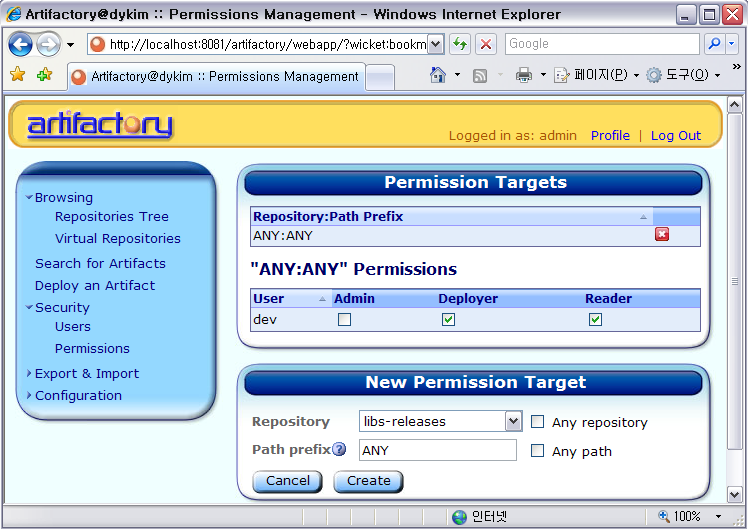 Artifactory@dykim :: Permissions Management - Windows Internet Explorer
http://localhost:8081/artifactory/webapp/?wicket:bookm
Google
Artifactory@dykim :: Permissions Management
페이지(P)
도구(O)
artifactory
Logged in as: admin Profile | Log Out
Browsing
Repositories Tree
Virtual Repositories
Search for Artifacts
Deploy an Artifact
Security
Users
Permissions
Export & Import
Configuration
Permission Targets
Repository:Path Prefix
ANY:ANY
"ANY:ANY" Permissions
User Admin Deployer Reader
dev
New Permission Target
Repository libs-releases Any repository
Path prefix ? ANY Any path
Cancel Create
인터넷 100%